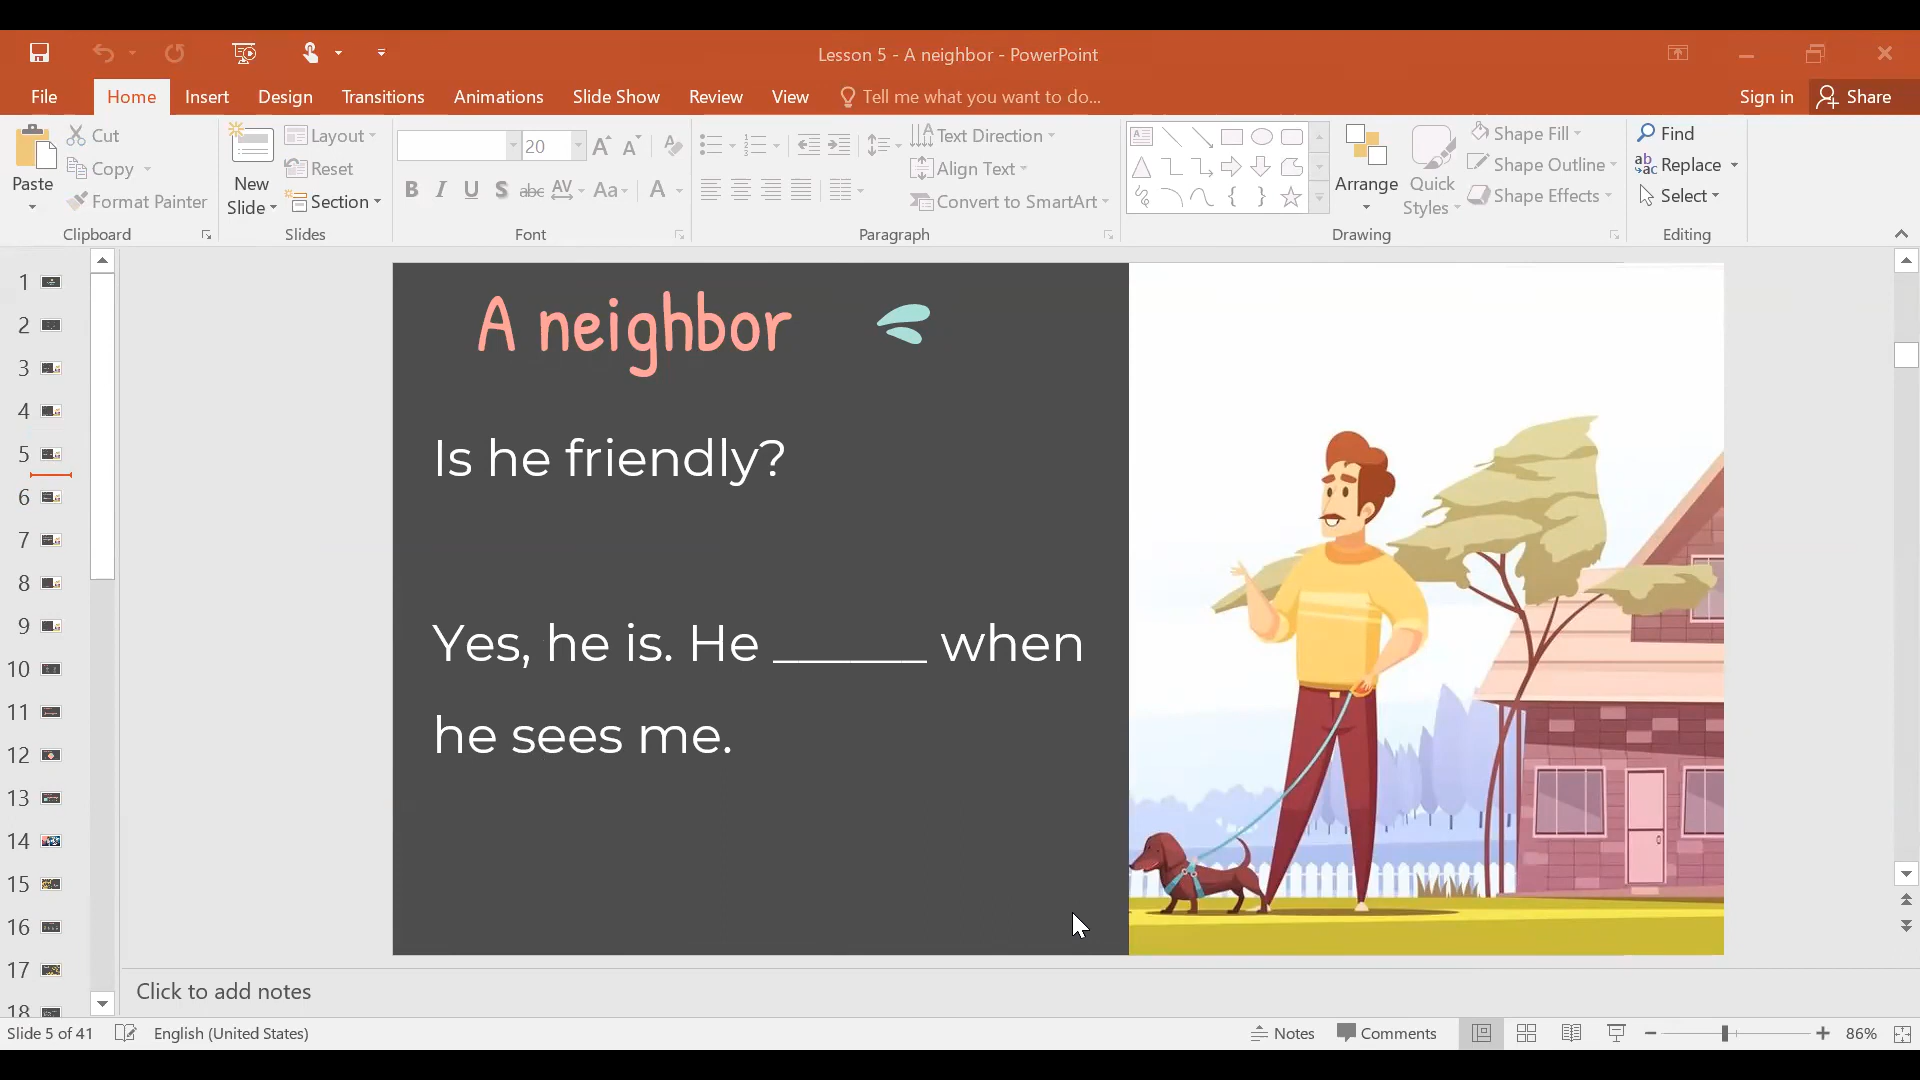 Lesson 5 - A neighbor - PowerPoint
File Home Insert Design Transitions Animations Slide Show Review View Tell me what you want to do... Sign in Share
Paste Cut Copy Format Painter Clipboard
New Slide Layout Reset Section Slides
20 Font
B I U S abc AV Aa A
Text Direction Align Text Convert to SmartArt Paragraph
Arrange Quick Styles Shape Fill Shape Outline Shape Effects Drawing
Find Replace Select Editing
1
2
3
4
5
6
7
8
9
10
11
12
13
14
15
16
17
18
A neighbor
Is he friendly?
Yes, he is. He ______ when
he sees me.
Click to add notes
Slide 5 of 41 English (United States) Notes Comments 86%